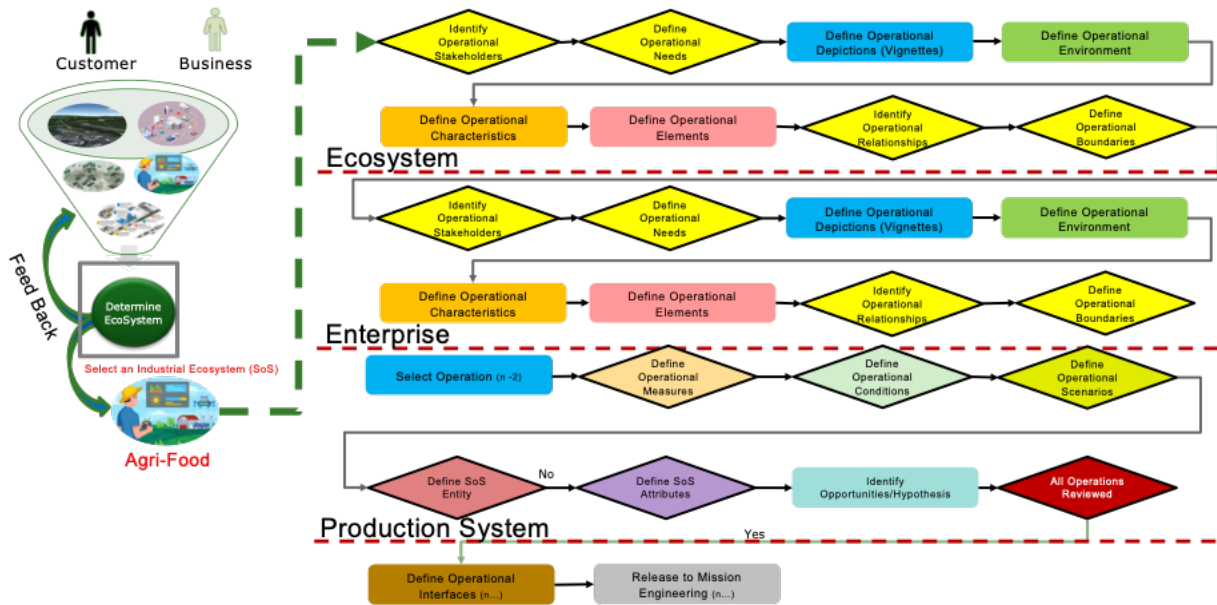 Customer
Business
Feed Back
Determine
EcoSystem
Select an Industrial Ecosystem (SoS)
Agri-Food
Identify
Operational
Stakeholders
Define
Operational
Needs
Define Operational
Depictions (Vignettes)
Define Operational
Environment
Define Operational
Characteristics
Define Operational
Elements
Identify
Operational
Relationships
Define
Operational
Boundaries
Ecosystem
Identify
Operational
Stakeholders
Define
Operational
Needs
Define Operational
Depictions (Vignettes)
Define Operational
Environment
Define Operational
Characteristics
Define Operational
Elements
Identify
Operational
Relationships
Define
Operational
Boundaries
Enterprise
Select Operation (n -2)
Define
Operational
Measures
Define
Operational
Conditions
Define
Operational
Scenarios
Define SoS
Entity
No
Define SoS
Attributes
Identify
Opportunities/Hypothesis
All Operations
Reviewed
Production System
Yes
Define Operational
Interfaces (n...)
Release to Mission
Engineering (n...)